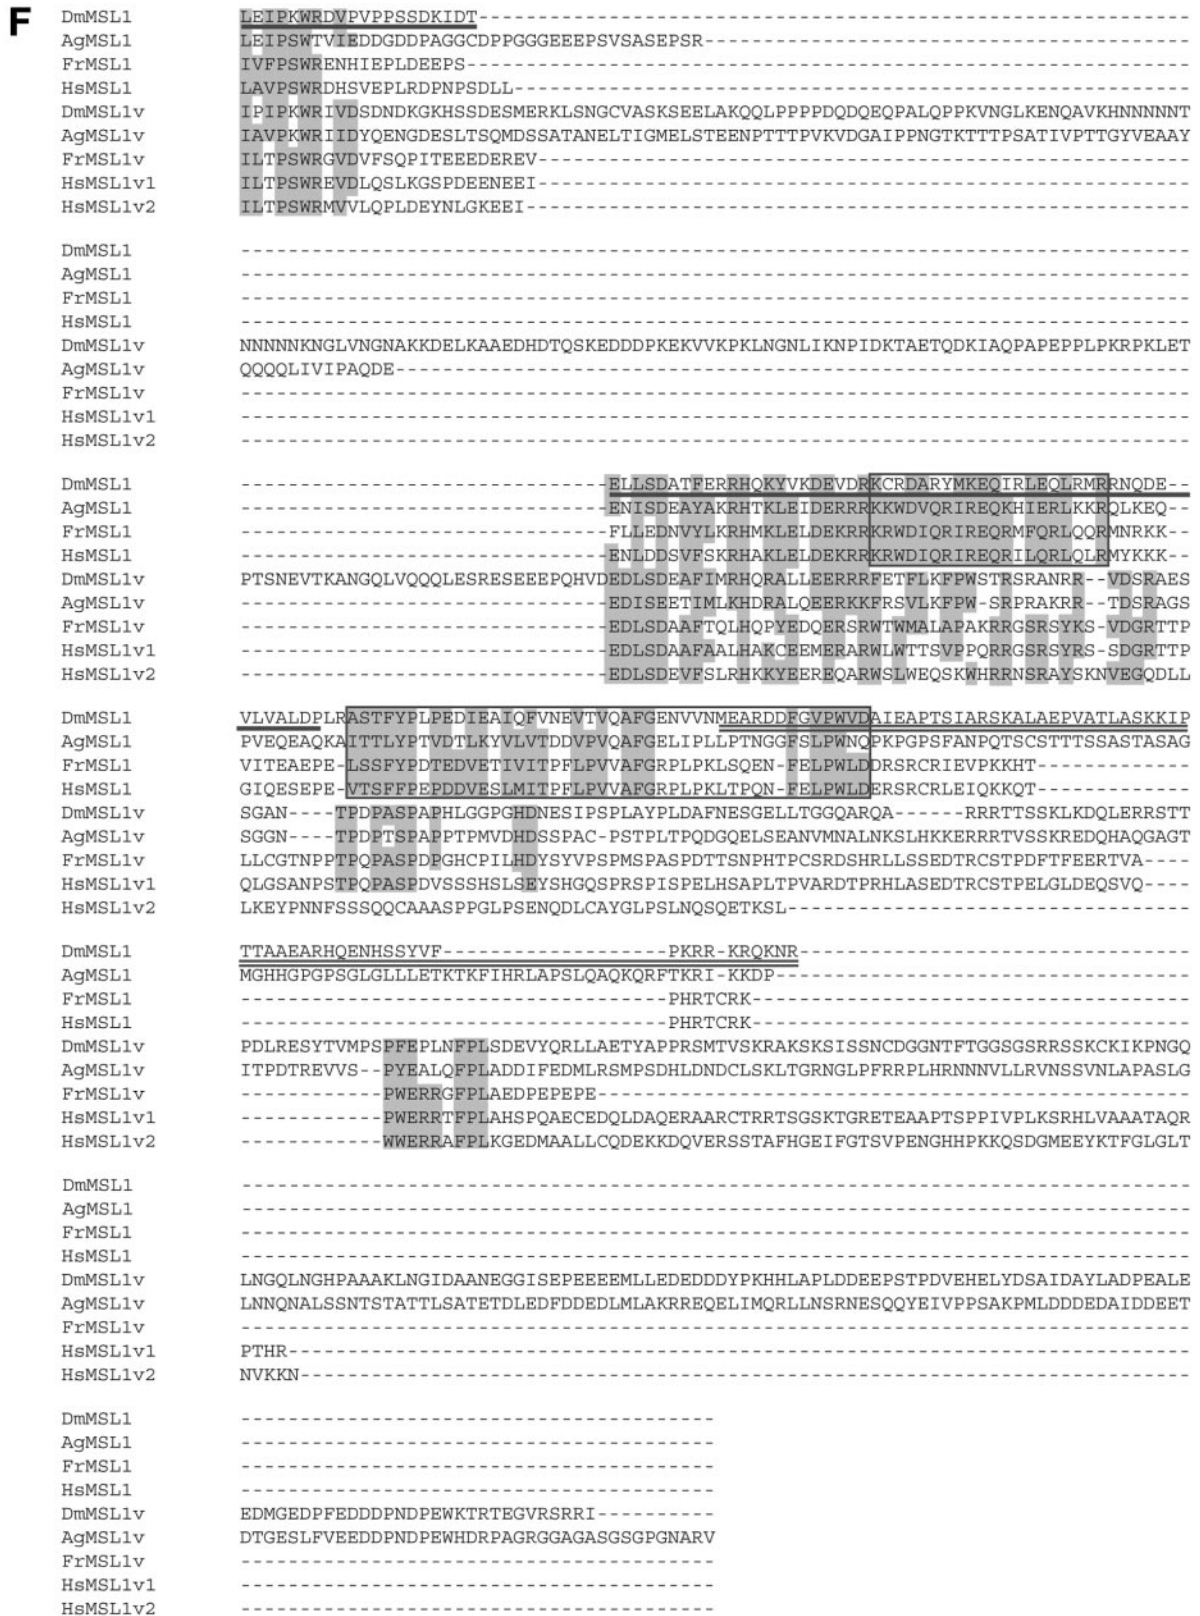 F
DmMSL1 LEIPKWRDVPVPPSSDKIDT------------------------------------------------------------
AgMSL1 LEIPSWTVIEDDGDDPAGGCDPPGGGEEEPSVSASEPSR-----------------------------------------
FrMSL1 IVFPSWRENHIEPLDEEPS-------------------------------------------------------------
HsMSL1 LAVPSWRDHSVEPLRDPNPSDLL---------------------------------------------------------
DmMSL1v IPIPKWRIVDSDNDKGKHSSDESMERKLSNGCVASKSEELAKQQLPPPPDQDQEQPALQPPKVNGLKENQAVKHNNNNNT
AgMSL1v IAVPKWRIIDYQENGDESLTSQMDSSATANELTIGMELSTEENPTTTPVKVDGAIPPNGTKTTTPSATIVPTTGYVEAAY
FrMSL1v ILTPSWRGVDVFSQPITEEEDEREV-------------------------------------------------------
HsMSL1v1 ILTPSWREVDLQSLKGSPDEENEEI-------------------------------------------------------
HsMSL1v2 ILTPSWRMVVLQPLDEYNLGKEEI--------------------------------------------------------
DmMSL1 --------------------------------------------------------------------------------
AgMSL1 --------------------------------------------------------------------------------
FrMSL1 --------------------------------------------------------------------------------
HsMSL1 --------------------------------------------------------------------------------
DmMSL1v NNNNNKNGLVNGNAKKDELKAAEDHDTQSKEDDDPKEKVVKPKLNGNLIKNPIDKTAETQDKIAQPAPEPPLPKRPKLET
AgMSL1v QQQQLIVIPAQDE-------------------------------------------------------------------
FrMSL1v --------------------------------------------------------------------------------
HsMSL1v1 --------------------------------------------------------------------------------
HsMSL1v2 --------------------------------------------------------------------------------
DmMSL1 -------------------------------ELLSDATFERRHQKYVKDEVDRKCRDARYMKEQIRLEQLRMRRNQDE--
AgMSL1 -------------------------------ENISDEAYAKRHTKLEIDERRRKKWDVQRIREQKHIERLKKRQLKEQ--
FrMSL1 -------------------------------FLLEDNVYLKRHMKLELDEKRRKRWDIQRIREQRMFQRLQQRMNRKK--
HsMSL1 -------------------------------ENLDDSVFSKRHAKLELDEKRRKRWDIQRIREQRILQRLQLRMYKKK--
DmMSL1v PTSNEVTKANGQLVQQQLESRESEEEPQHVDEDLSDEAFIMRHQRALLEERRRFETFLKFPWSTRSRANRR--VDSRAES
AgMSL1v -------------------------------EDISEETIMLKHDRALQEERKKFRSVLKFPW-SRPRAKRR--TDSRAGS
FrMSL1v -------------------------------EDLSDAAFTQLHQPYEDQERSRWTWMALAPAKRRGSRSYKS-VDGRTTP
HsMSL1v1 -------------------------------EDLSDAAFAALHAKCEEMERARWLWTTSVPPQRRGSRSYRS-SDGRTTP
HsMSL1v2 -------------------------------EDLSDEVFSLRHKKYEEREQARWSLWEQSKWHRRNSRAYSKNVEGQDLL
DmMSL1 VLVALDPLRASTFYPLPEDIEAIQFVNEVTVQAFGENVVNMEARDDFGVPWVDAIEAPTSIARSKALAEPVATLASKKIP
AgMSL1 PVEQEAQKAITTLYPTVDTLKYVLVTDDVPVQAFGELIPLLPTNGGFSLPWNQPKPGPSFANPQTSCSTTTSSASTASAG
FrMSL1 VITEAEPE-LSSFYPDTEDVETIVITPFLPVVAFGRPLPKLSQEN-FELPWLDDRSRCRIEVPKKHT-------------
HsMSL1 GIQESEPE-VTSFFPEPDDVESLMITPFLPVVAFGRPLPKLTPQN-FELPWLDERSRCRLEIQKKQT-------------
DmMSL1v SGAN----TPDPASPAPHLGGPGHDNESIPSPLAYPLDAFNESGELLTGGQARQA------RRRTTSSKLKDQLERRSTT
AgMSL1v SGGN----TPDPTSPAPPTPMVDHDSSPAC-PSTPLTPQDGQELSEANVMNALNKSLHKKERRRTVSSKREDQHAQGAGT
FrMSL1v LLCGTNPPTPQPASPDPGHCPILHDYSYVPSPMSPASPDTTSNPHTPCSRDSHRLLSSEDTRCSTPDFTFEERTVA----
HsMSL1v1 QLGSANPSTPQPASPDVSSSHSLSEYSHGQSPRSPISPELHSAPLTPVARDTPRHLASEDTRCSTPELGLDEQSVQ----
HsMSL1v2 LKEYPNNFSSSQQCAAASPPGLPSENQDLCAYGLPSLNQSQETKSL----------------------------------
DmMSL1 TTAAEARHQENHSSYVF-------------------PKRR-KRQKNR---------------------------------
AgMSL1 MGHHGPGPSGLGLLLETKTKFIHRLAPSLQAQKQRFTKRI-KKDP-----------------------------------
FrMSL1 ------------------------------------PHRTCRK-------------------------------------
HsMSL1 ------------------------------------PHRTCRK-------------------------------------
DmMSL1v PDLRESYTVMPSPFEPLNFPLSDEVYQRLLAETYAPPRSMTVSKRAKSKSISSNCDGGNTFTGGSGSRRSSKCKIKPNGQ
AgMSL1v ITPDTREVVS--PYEALQFPLADDIFEDMLRSMPSDHLDNDCLSKLTGRNGLPFRRPLHRNNNVLLRVNSSVNLAPASLG
FrMSL1v ------------PWERRGFPLAEDPEPEPE--------------------------------------------------
HsMSL1v1 ------------PWERRTFPLAHSPQAECEDQLDAQERAARCTRRTSGSKTGRETEAAPTSPPIVPLKSRHLVAAATAQR
HsMSL1v2 ------------WWERRAFPLKGEDMAALLCQDEKKDQVERSSTAFHGEIFGTSVPENGHHPKKQSDGMEEYKTFGLGLT
DmMSL1 --------------------------------------------------------------------------------
AgMSL1 --------------------------------------------------------------------------------
FrMSL1 --------------------------------------------------------------------------------
HsMSL1 --------------------------------------------------------------------------------
DmMSL1v LNGQLNGHPAAAKLNGIDAANEGGISEPEEEEMLLEDEDDDYPKHHLAPLDDEEPSTPDVEHELYDSAIDAYLADPEALE
AgMSL1v LNNQNALSSNTSTATTLSATETDLEDFDDEDLMLAKRREQELIMQRLLNSRNESQQYEIVPPSAKPMLDDDEDAIDDEET
FrMSL1v --------------------------------------------------------------------------------
HsMSL1v1 PTHR----------------------------------------------------------------------------
HsMSL1v2 NVKKN---------------------------------------------------------------------------
DmMSL1 ----------------------------------------
AgMSL1 ----------------------------------------
FrMSL1 ----------------------------------------
HsMSL1 ----------------------------------------
DmMSL1v EDMGEDPFEDDDPNDPEWKTRTEGVRSRRI----------
AgMSL1v DTGESLFVEEDDPNDPEWHDRPAGRGGAGASGSGPGNARV
FrMSL1v ----------------------------------------
HsMSL1v1 ----------------------------------------
HsMSL1v2 ----------------------------------------